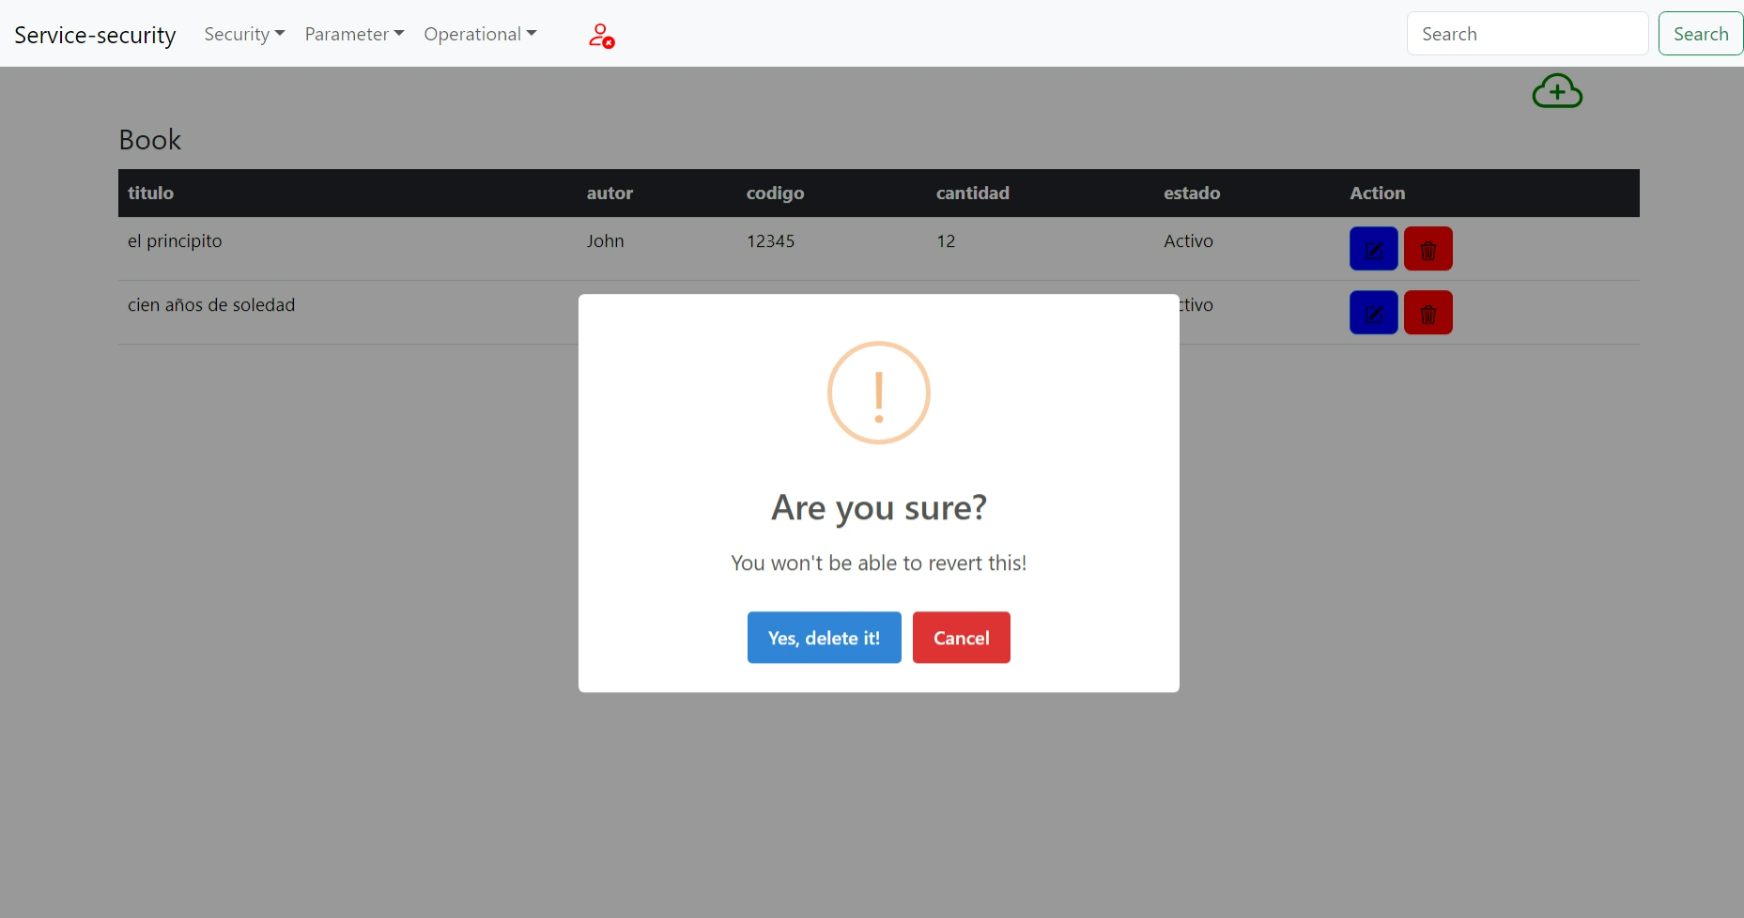 Service-security Security Parameter Operational Search Search
Book
titulo autor codigo cantidad estado Action
el principito John 12345 12 Activo
cien años de soledad
Are you sure?
You won't be able to revert this!
Yes, delete it! Cancel